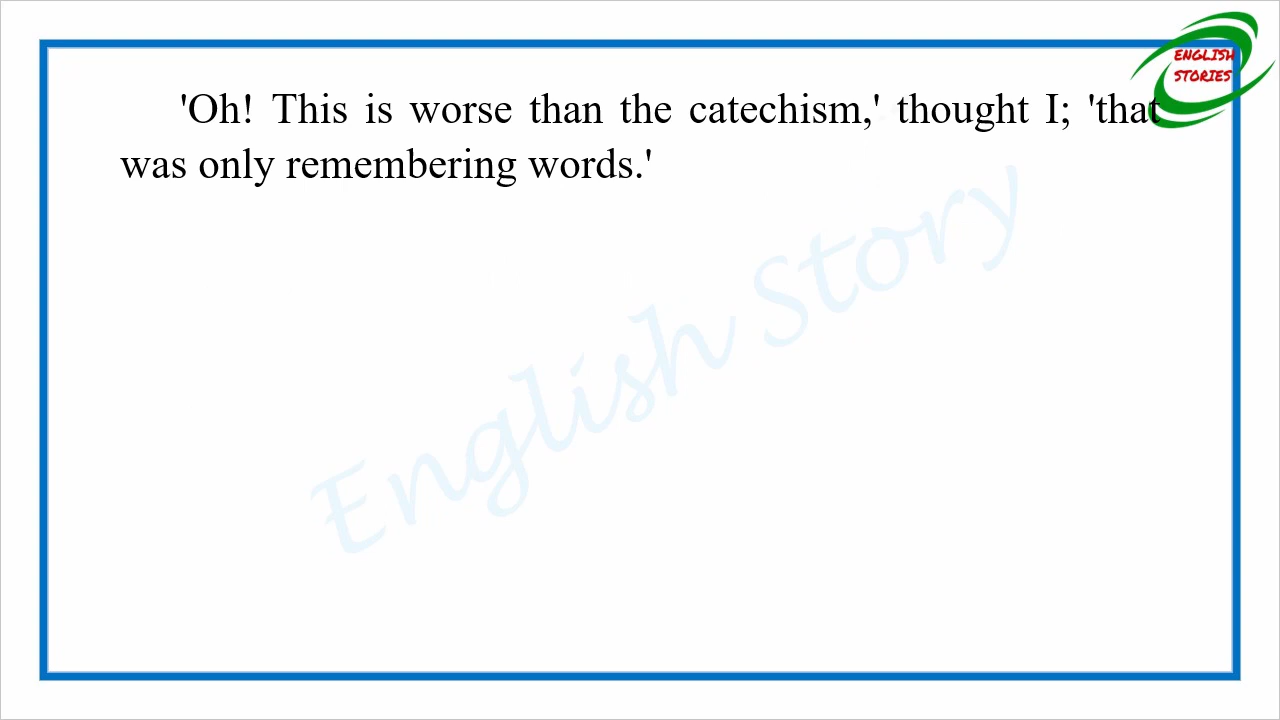 ENGLISH
STORIES
'Oh! This is worse than the catechism,' thought I; 'that
was only remembering words.'
English Story